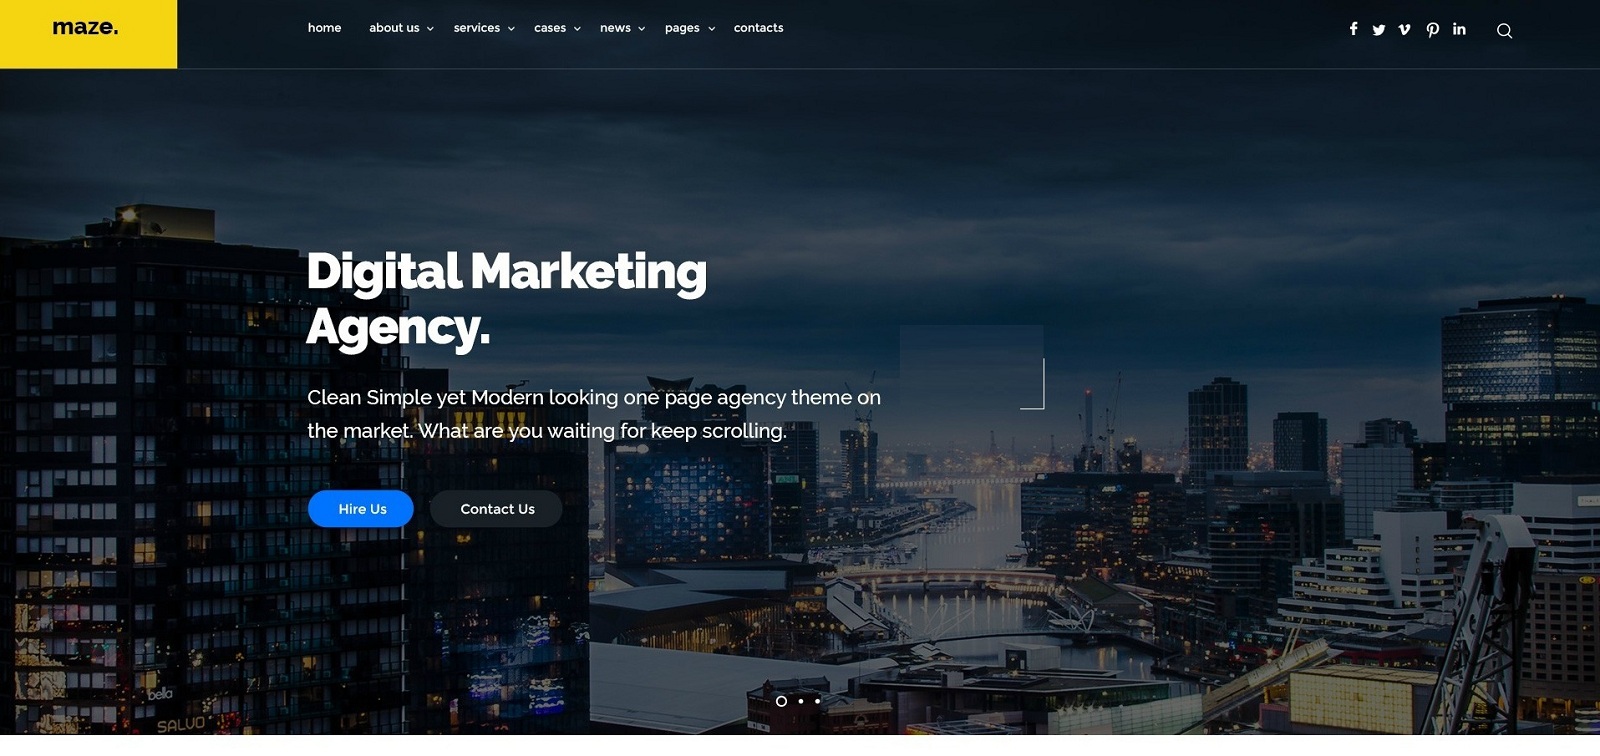 maze.
home about us services cases news pages contacts
Digital Marketing
Agency.
Clean Simple yet Modern looking one page agency theme on
the market. What are you waiting for keep scrolling.
Hire Us Contact Us
bella
SALVO